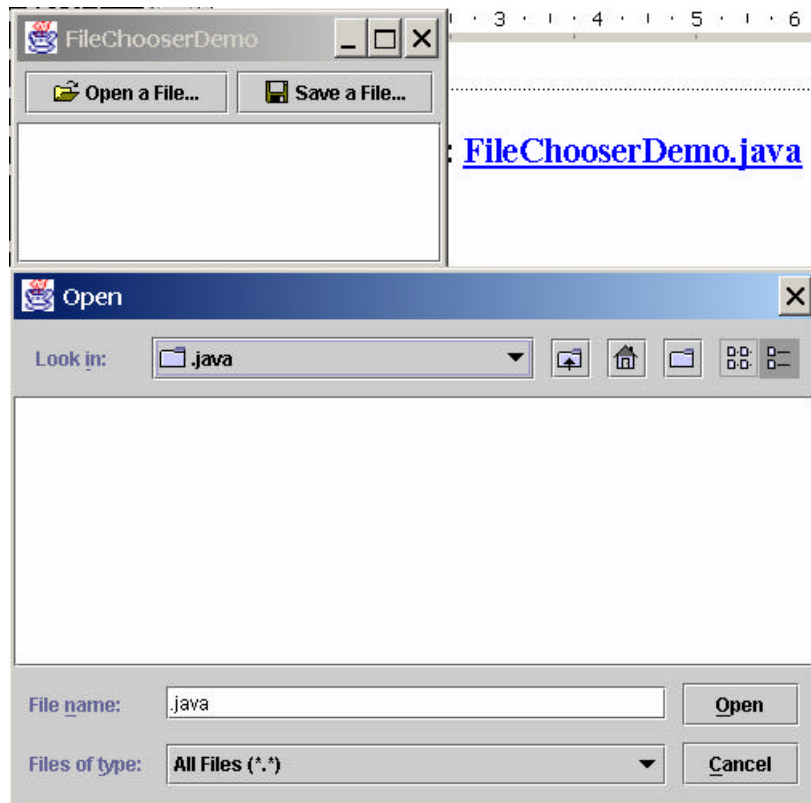 FileChooserDemo
3 · ı · 4 · ı · 5 · ı · 6
Open a File...
Save a File...
: FileChooserDemo.java
Open
Look in:
.java
File name:
.java
Open
Files of type:
All Files (*.*)
Cancel